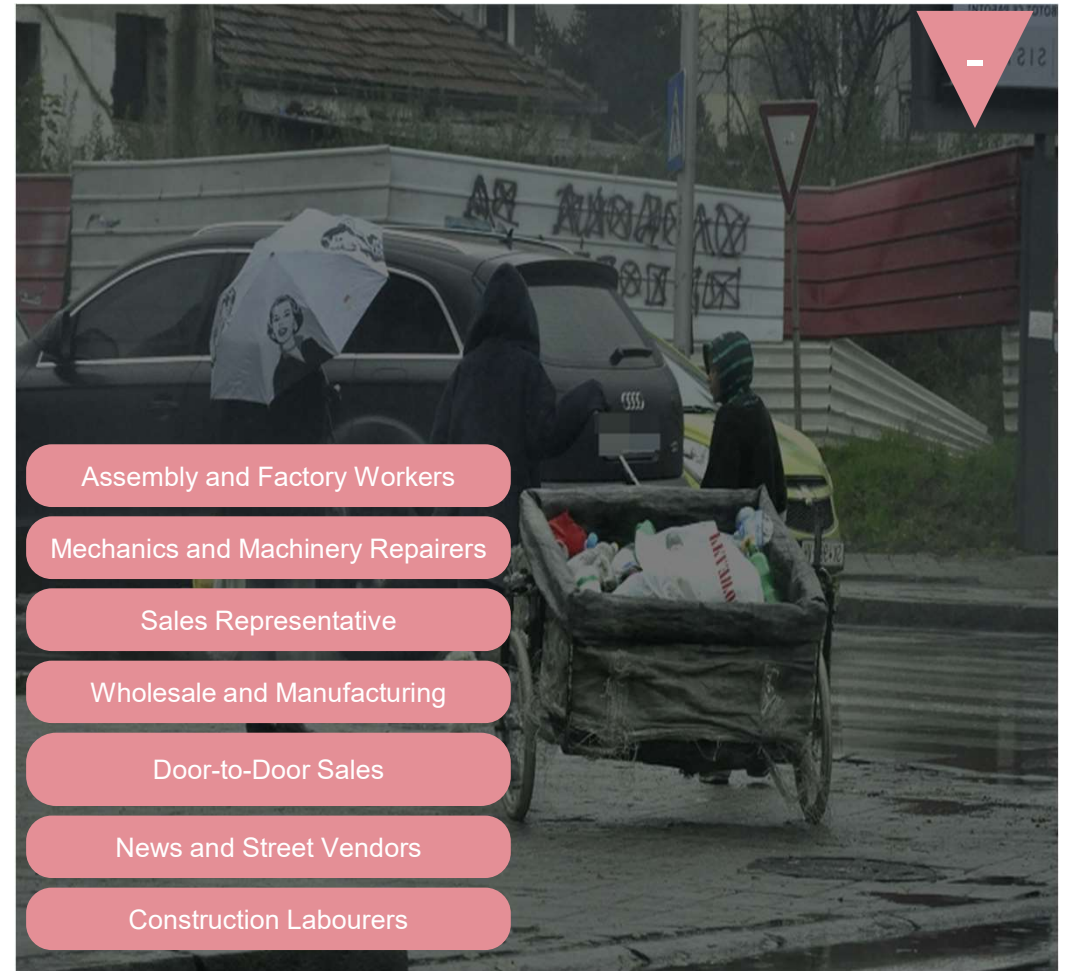 -
Assembly and Factory Workers
Mechanics and Machinery Repairers
Sales Representative
Wholesale and Manufacturing
Door-to-Door Sales
News and Street Vendors
Construction Labourers